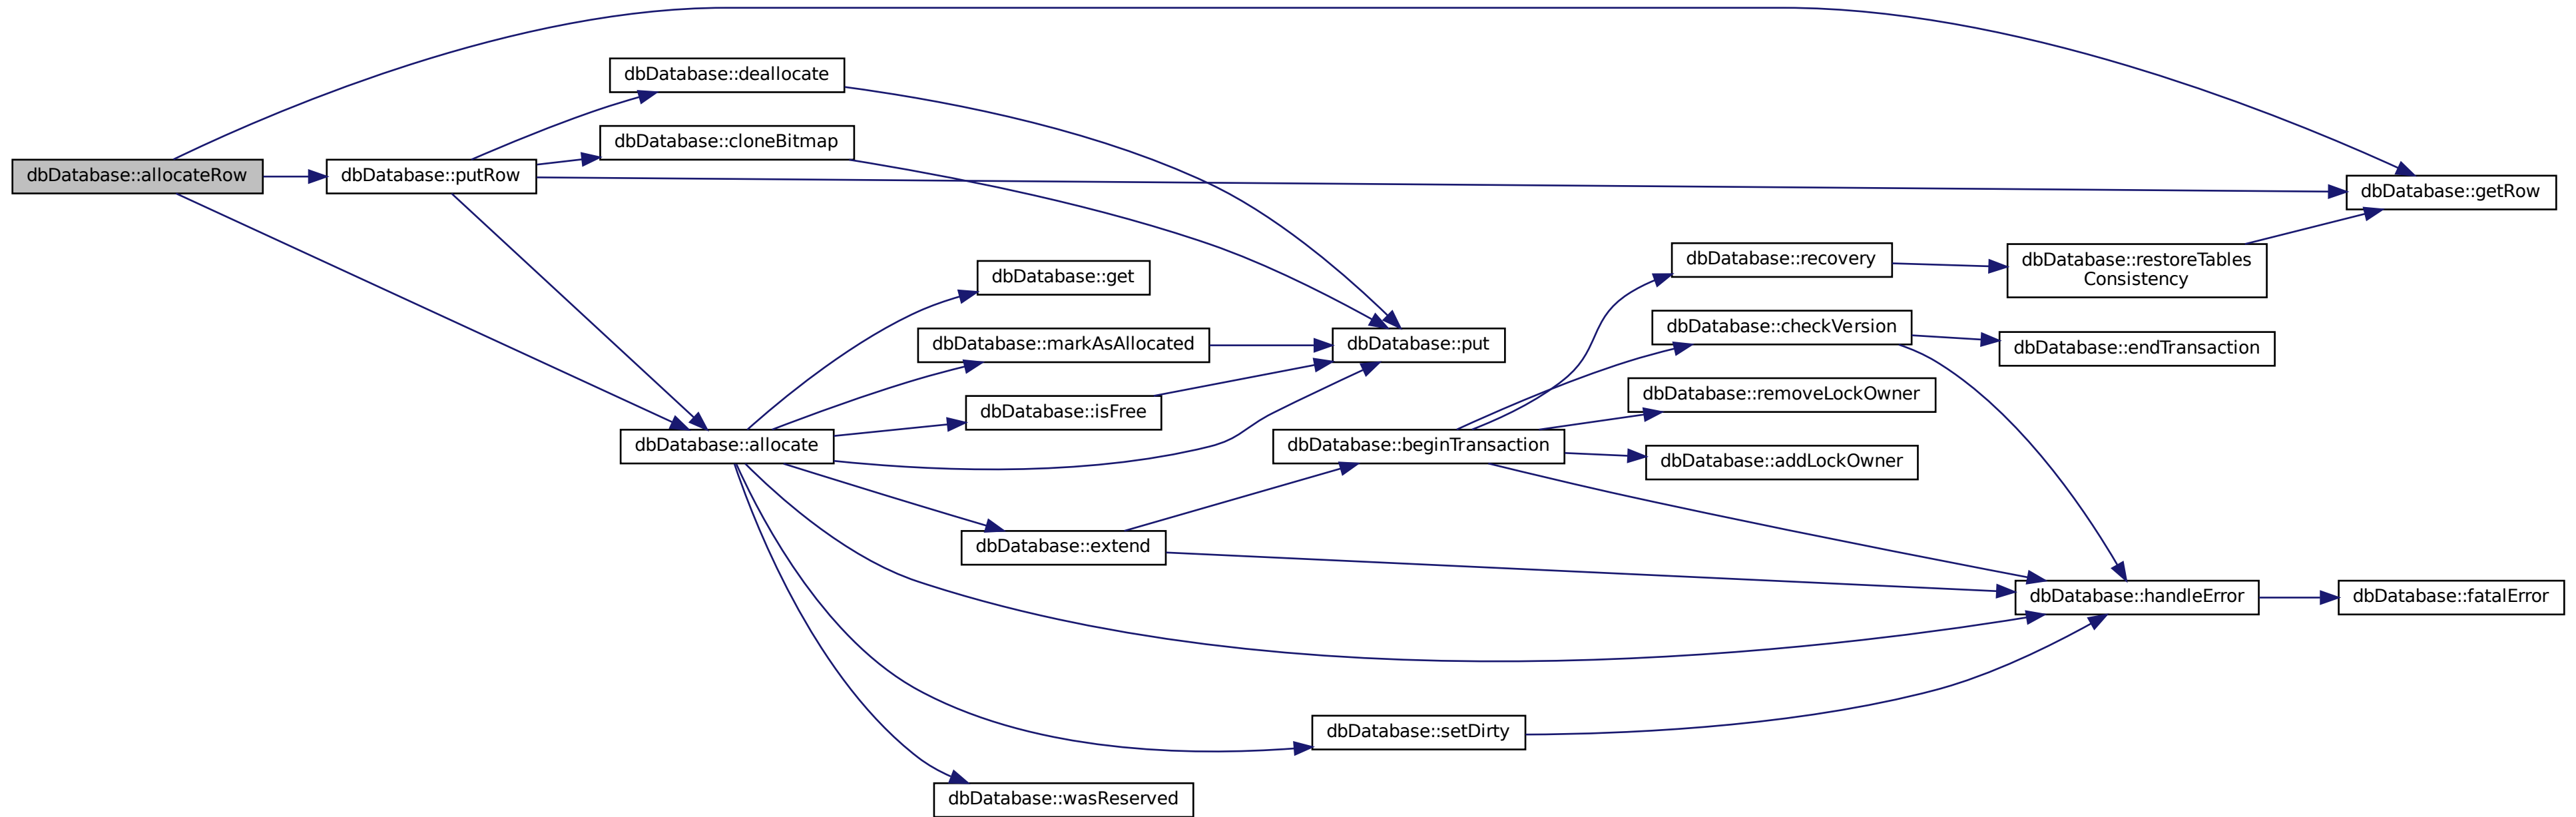 dbDatabase::deallocate
dbDatabase::cloneBitmap
dbDatabase::allocateRow
dbDatabase::putRow
dbDatabase::getRow
dbDatabase::get
dbDatabase::recovery
dbDatabase::restoreTables
Consistency
dbDatabase::markAsAllocated
dbDatabase::put
dbDatabase::checkVersion
dbDatabase::endTransaction
dbDatabase::isFree
dbDatabase::removeLockOwner
dbDatabase::allocate
dbDatabase::beginTransaction
dbDatabase::addLockOwner
dbDatabase::extend
dbDatabase::handleError
dbDatabase::fatalError
dbDatabase::setDirty
dbDatabase::wasReserved